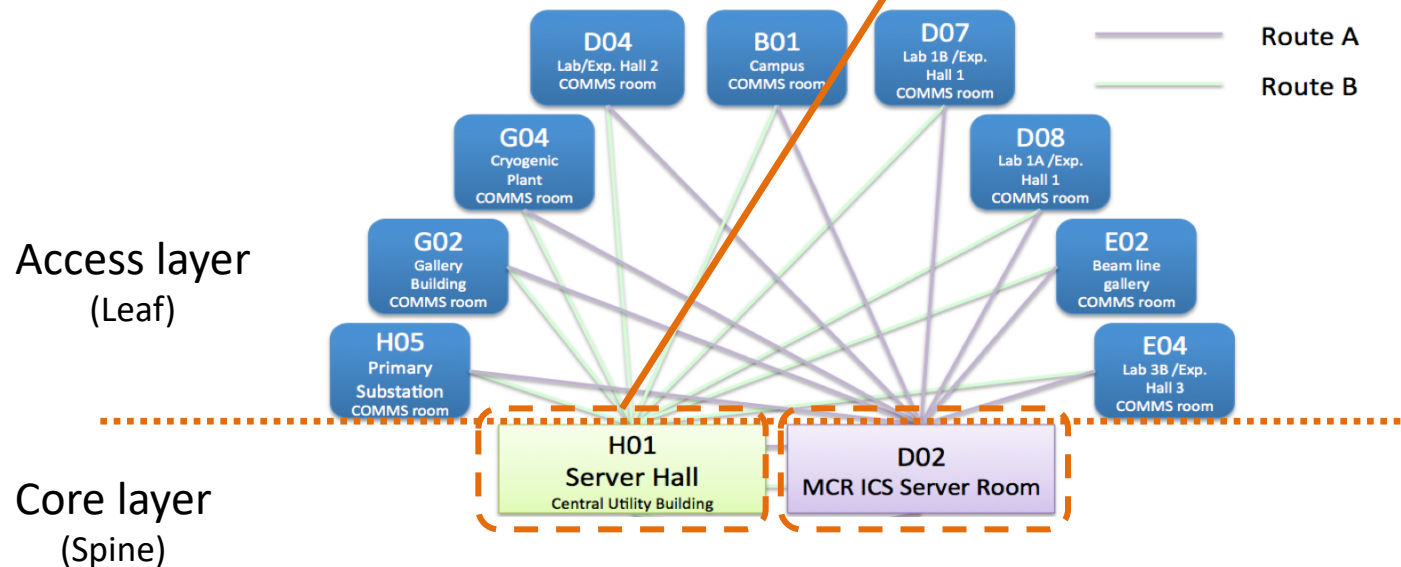 D04
Lab/Exp. Hall 2
COMMS room
B01
Campus
COMMS room
D07
Lab 1B /Exp.
Hall 1
COMMS room
Route A
Route B
G04
Cryogenic
Plant
COMMS room
D08
Lab 1A /Exp.
Hall 1
COMMS room
G02
Gallery
Building
COMMS room
E02
Beam line
gallery
COMMS room
Access layer
(Leaf)
H05
Primary
Substation
COMMS room
E04
Lab 3B /Exp.
Hall 3
COMMS room
H01
Server Hall
Central Utility Building
D02
MCR ICS Server Room
Core layer
(Spine)